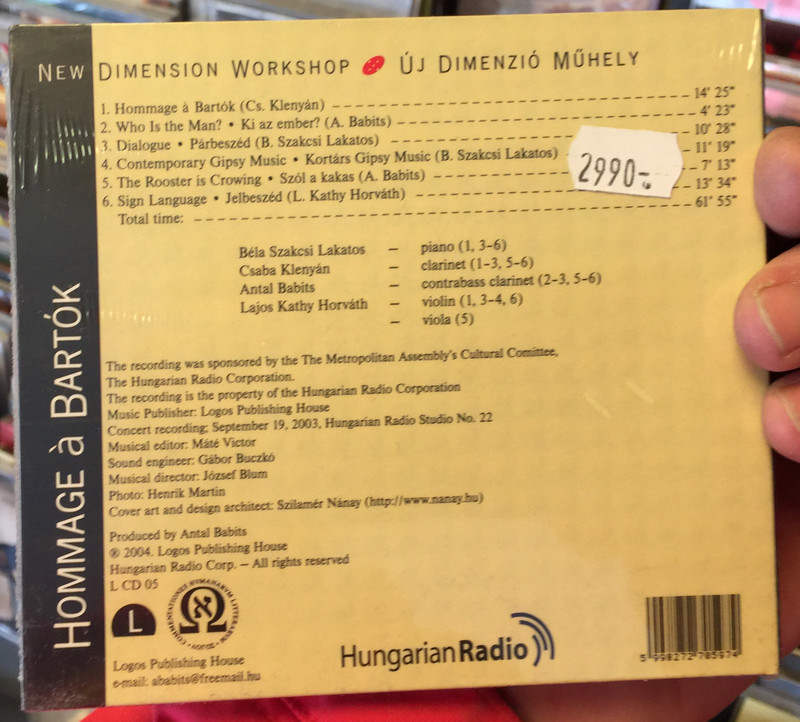 NEW DIMENSION WORKSHOP ÚJ DIMENZIÓ MŰHELY
1. Hommage à Bartók (Cs. Klenyán) – – – – – – – – – – – – – – – – – – – – – – – – – – – – 14' 25"
2. Who Is the Man? • Ki az ember? (A. Babits) – – – – – – – – – – – – – – – – – – – – – – 4' 23"
3. Dialogue • Párbeszéd (B. Szakcsi Lakatos) – – – – – – – – – – – – – – – – 10' 28"
4. Contemporary Gipsy Music • Kortárs Gipsy Music (B. Szakcsi Lakatos) – 11' 19"
5. The Rooster is Crowing • Szól a kakas (A. Babits) – – – – – – – – – – 7' 13"
6. Sign Language • Jelbeszéd (L. Kathy Horváth) – – – – – – – – – – – – – – 13' 34"
Total time: – – – – – – – – – – – – – – – – – – – – – – – – – – – – – – – – – – – – 61' 55"
2990-.
Béla Szakcsi Lakatos – piano (1, 3-6)
Csaba Klenyán – clarinet (1-3, 5-6)
Antal Babits – contrabass clarinet (2-3, 5-6)
Lajos Kathy Horváth – violin (1, 3-4, 6)
– viola (5)
The recording was sponsored by the The Metropolitan Assembly's Cultural Comittee,
The Hungarian Radio Corporation.
The recording is the property of the Hungarian Radio Corporation
Music Publisher: Logos Publishing House
Concert recording: September 19, 2003, Hungarian Radio Studio No. 22
Musical editor: Máté Victor
Sound engineer: Gábor Buczkó
Musical director: József Blum
Photo: Henrik Martin
Cover art and design architect: Szilamér Nánay (http://www.nanay.hu)
Produced by Antal Babits
℗ 2004. Logos Publishing House
Hungarian Radio Corp. – All rights reserved
L CD 05
L
Logos Publishing House
e-mail: ababits@freemail.hu
HungarianRadio
5 998272 785974
HOMMAGE à BARTÓK